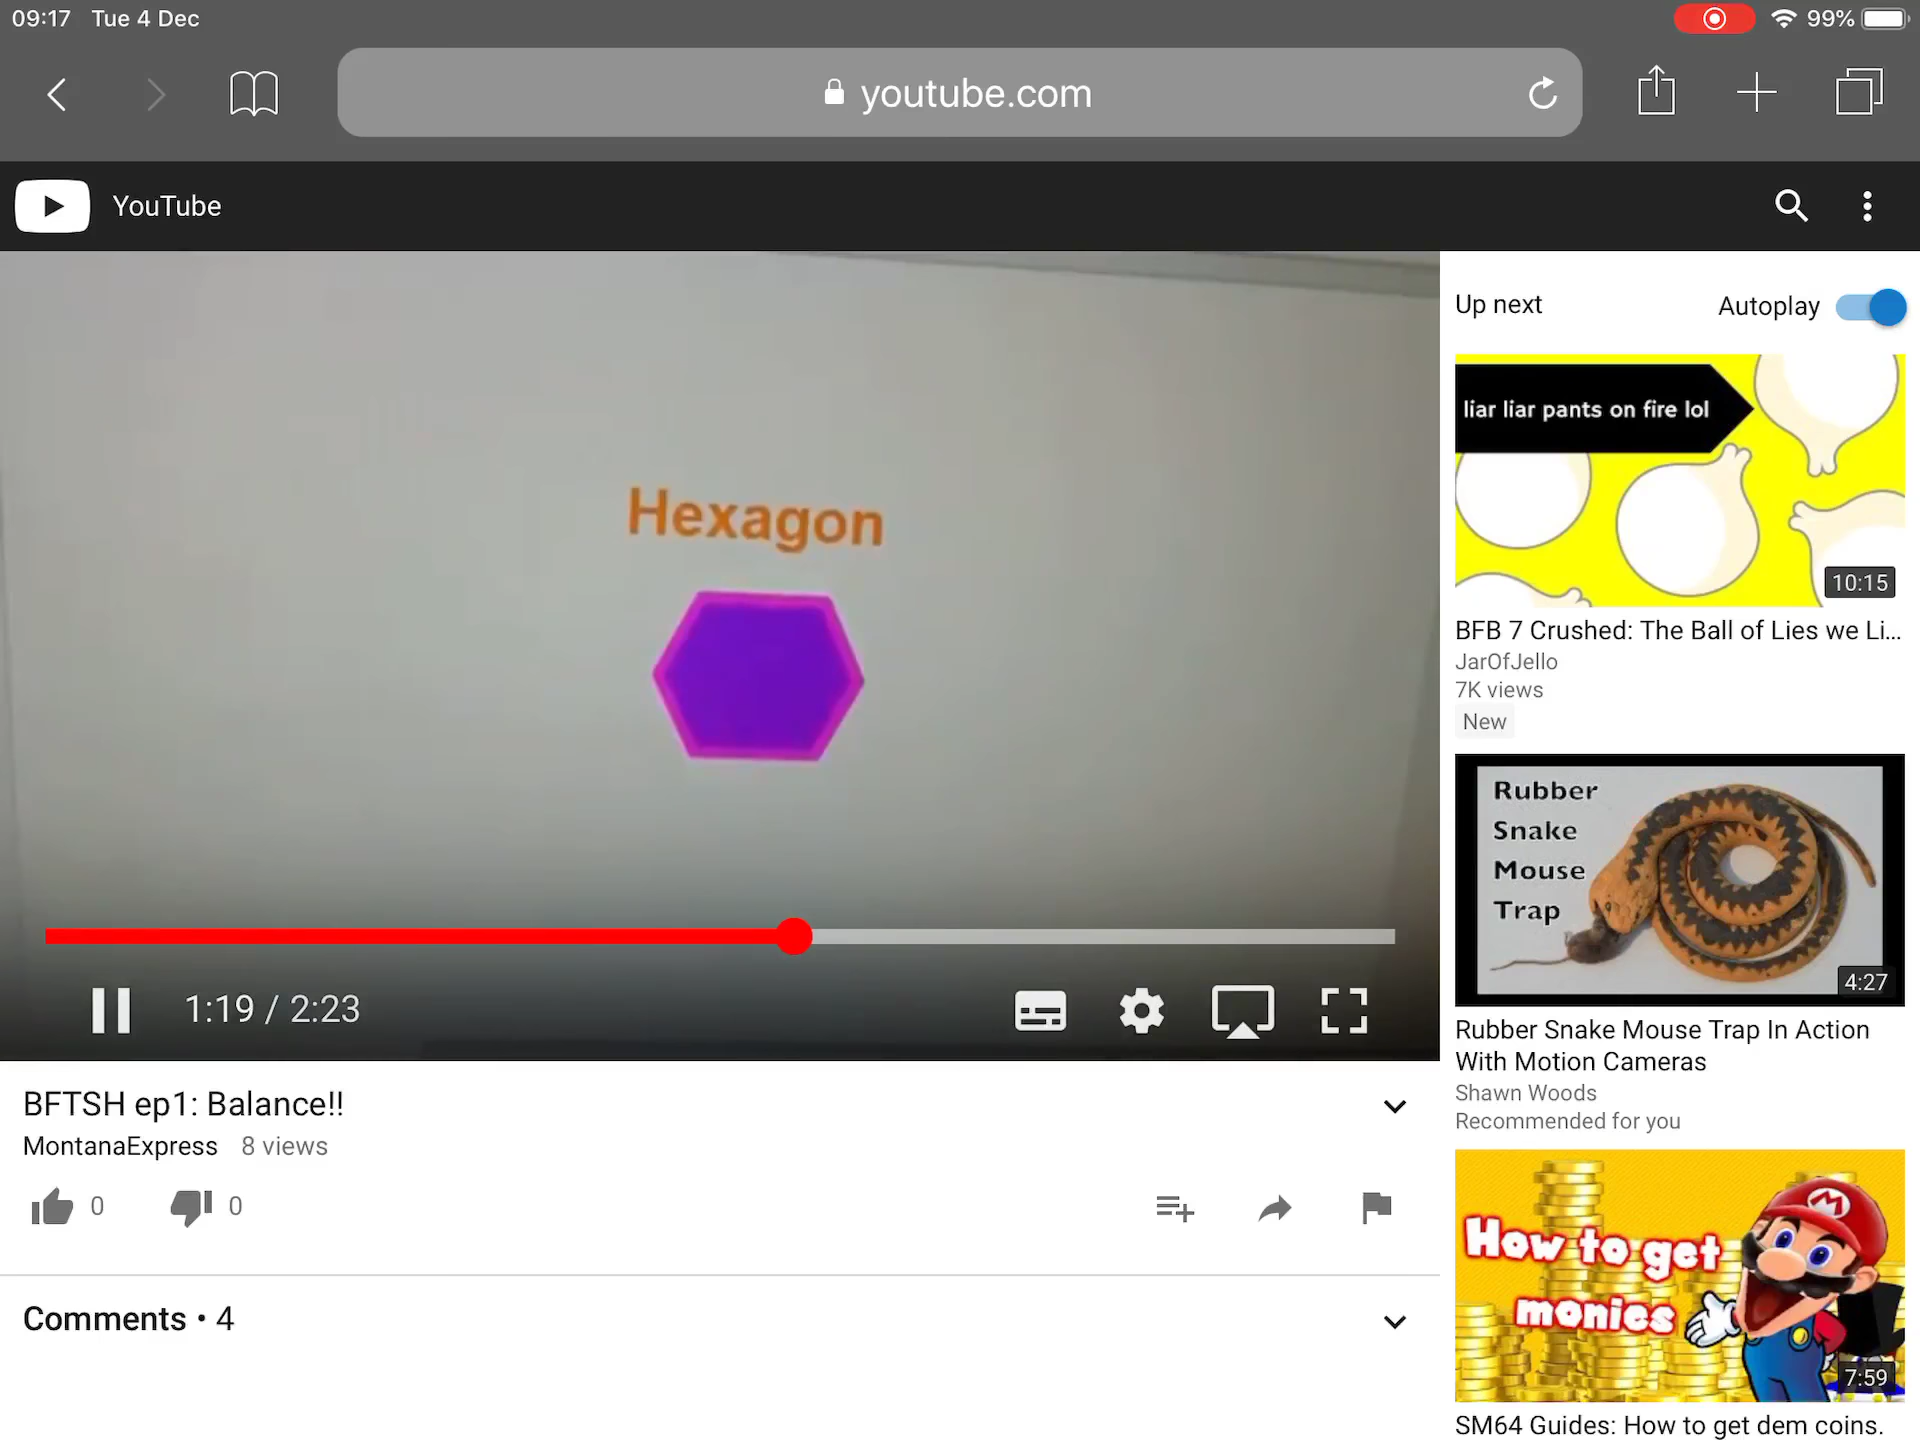 09:17 Tue 4 Dec
99%
youtube.com
YouTube
Hexagon
1:19 / 2:23
BFTSH ep1: Balance!!
MontanaExpress 8 views
0 0
Comments • 4
Up next Autoplay
liar liar pants on fire lol
10:15
BFB 7 Crushed: The Ball of Lies we Li...
JarOfJello
7K views
New
Rubber
Snake
Mouse
Trap
4:27
Rubber Snake Mouse Trap In Action
With Motion Cameras
Shawn Woods
Recommended for you
How to get
monies
M
7:59
SM64 Guides: How to get dem coins.